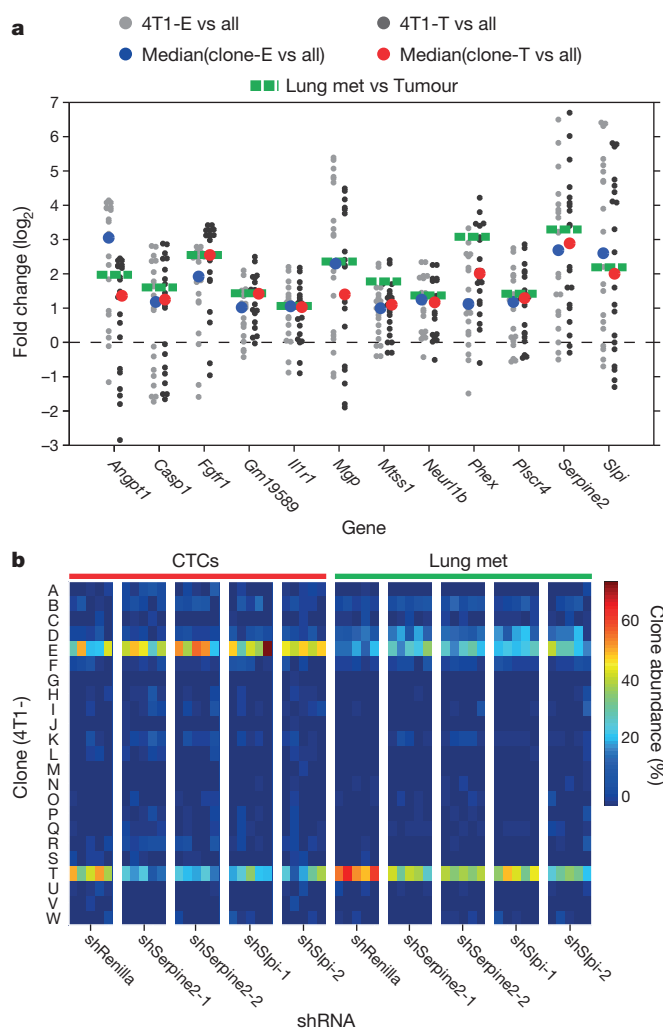 a
4T1-E vs all
4T1-T vs all
Median(clone-E vs all)
Median(clone-T vs all)
Lung met vs Tumour
Fold change (log2)
7
6
5
4
3
2
1
0
−1
−2
−3
Angpt1
Casp1
Fgfr1
Gm19589
Il1r1
Mgp
Mtss1
Neurl1b
Phex
Plscr4
Serpine2
Slpi
Gene
b
CTCs
Lung met
Clone (4T1-)
A
B
C
D
E
F
G
H
I
J
K
L
M
N
O
P
Q
R
S
T
U
V
W
60
40
20
0
Clone abundance (%)
shRenilla
shSerpine2-1
shSerpine2-2
shSlpi-1
shSlpi-2
shRenilla
shSerpine2-1
shSerpine2-2
shSlpi-1
shSlpi-2
shRNA